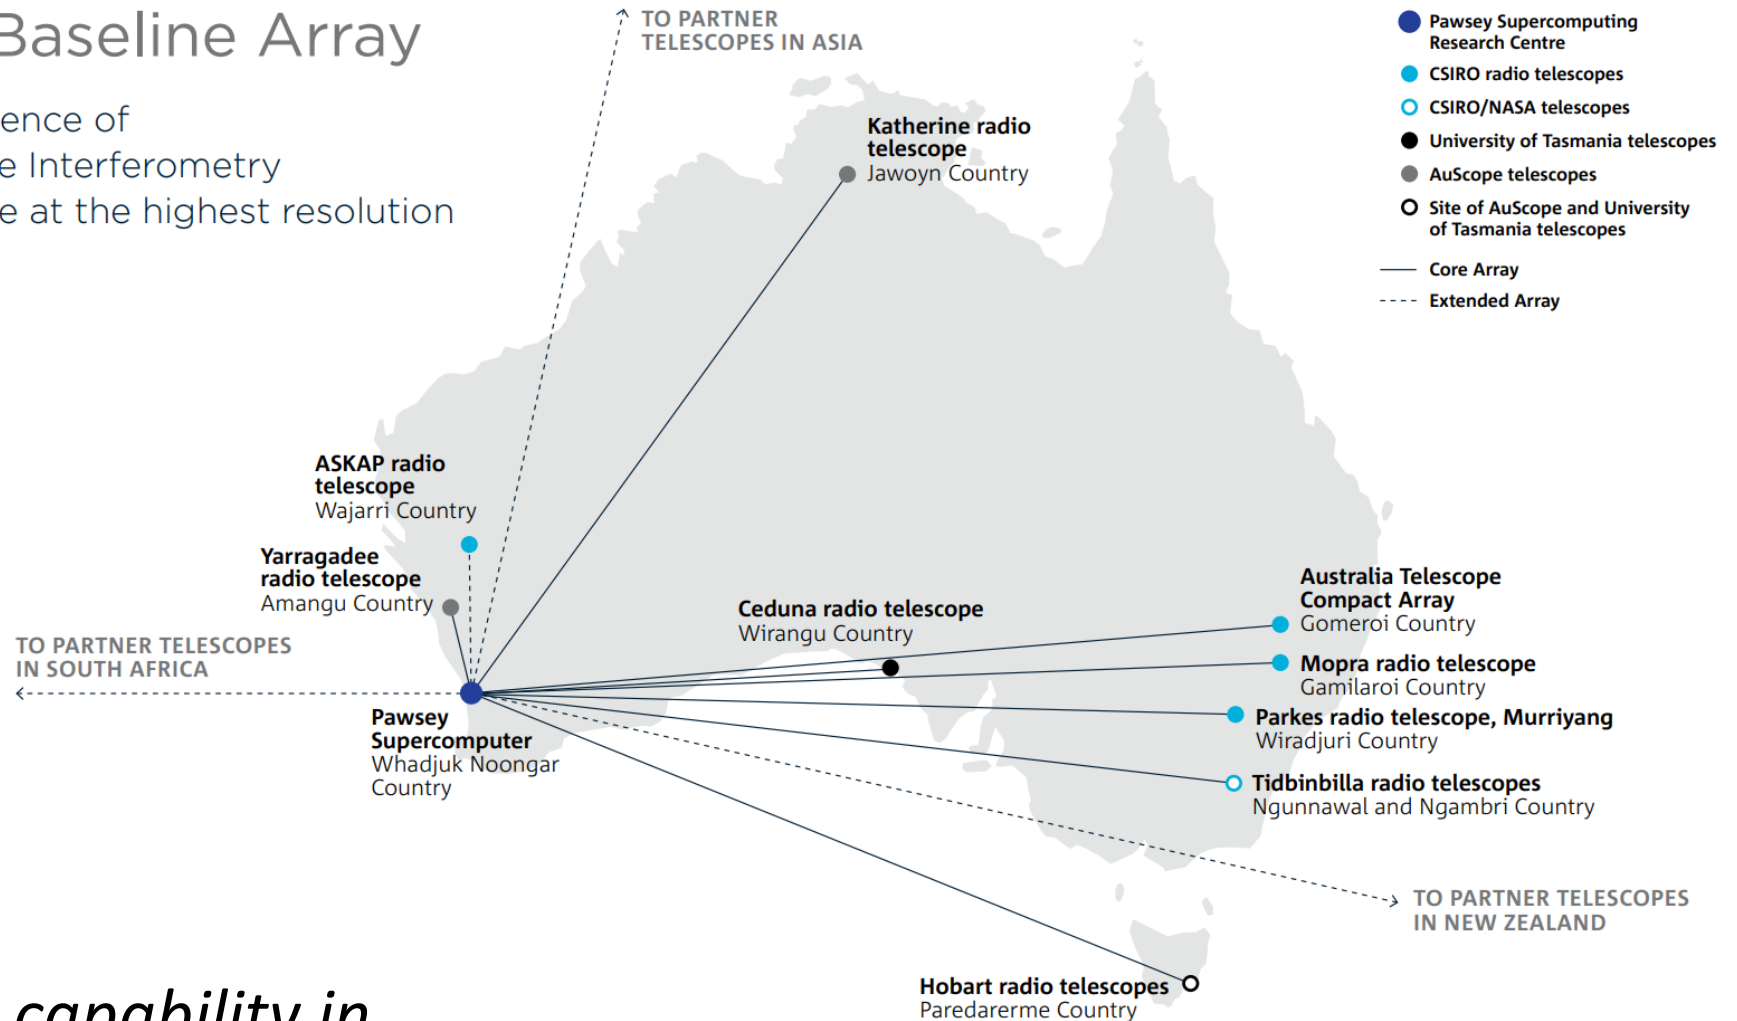 Baseline Array
ence of
e Interferometry
e at the highest resolution
TO PARTNER
TELESCOPES IN ASIA
Pawsey Supercomputing
Research Centre
CSIRO radio telescopes
CSIRO/NASA telescopes
University of Tasmania telescopes
AuScope telescopes
Site of AuScope and University
of Tasmania telescopes
Core Array
Extended Array
Katherine radio
telescope
Jawoyn Country
ASKAP radio
telescope
Wajarri Country
Yarragadee
radio telescope
Amangu Country
TO PARTNER TELESCOPES
IN SOUTH AFRICA
Pawsey
Supercomputer
Whadjuk Noongar
Country
Ceduna radio telescope
Wirangu Country
Australia Telescope
Compact Array
Gomeroi Country
Mopra radio telescope
Gamilaroi Country
Parkes radio telescope, Murriyang
Wiradjuri Country
Tidbinbilla radio telescopes
Ngunnawal and Ngambri Country
TO PARTNER TELESCOPES
IN NEW ZEALAND
Hobart radio telescopes
Paredarerme Country
capability in